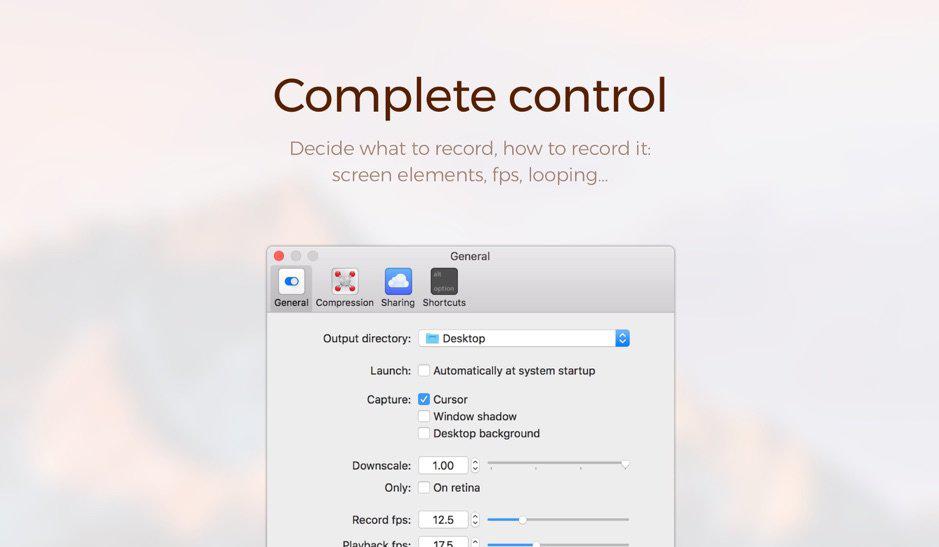 Complete control
Decide what to record, how to record it:
screen elements, fps, looping...
General
alt
option
General Compression Sharing Shortcuts
Output directory: Desktop
Launch: Automatically at system startup
Capture: Cursor
Window shadow
Desktop background
Downscale: 1.00
Only: On retina
Record fps: 12.5
Playback fps: 17.5